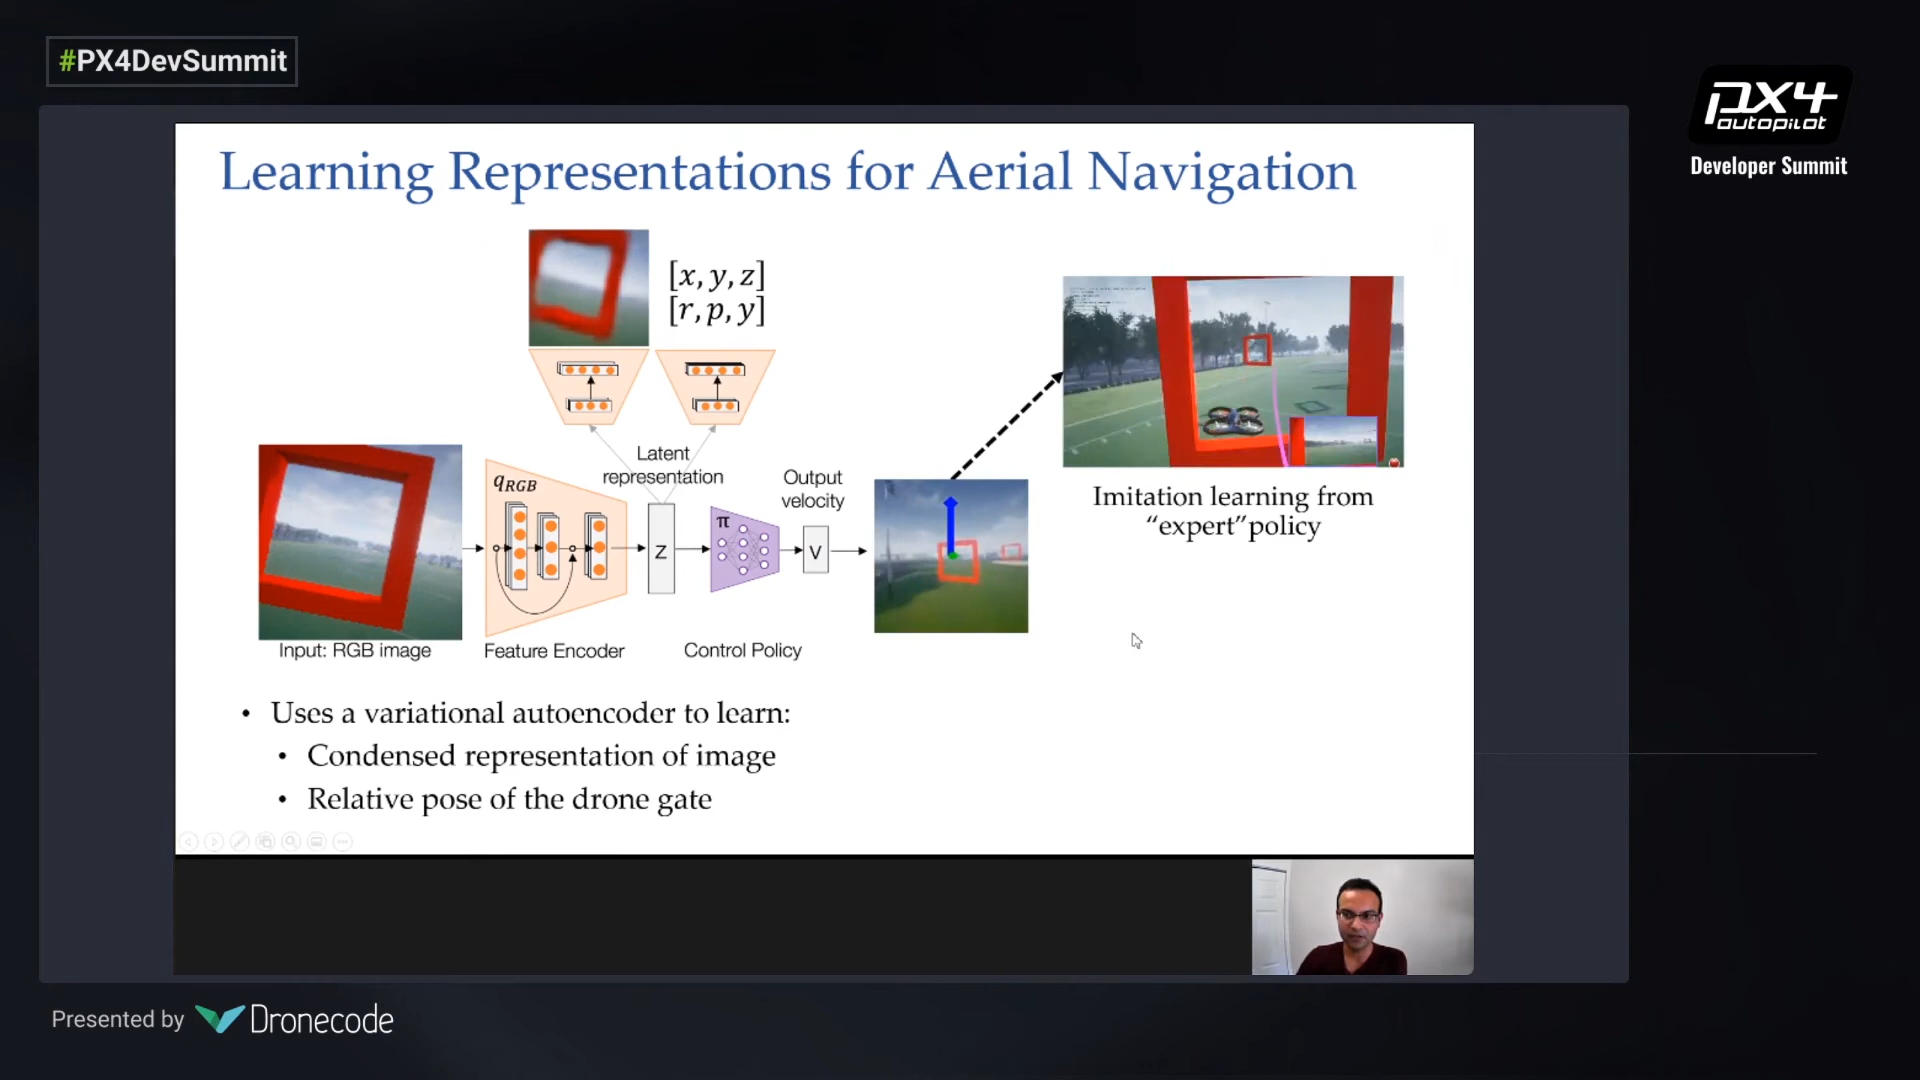 #PX4DevSummit
PX4
autopilot
Developer Summit
Learning Representations for Aerial Navigation
[x, y, z]
[r, p, y]
Latent
representation
qRGB
Z
π
Output
velocity
V
Input: RGB image
Feature Encoder
Control Policy
Imitation learning from
“expert”policy
• Uses a variational autoencoder to learn:
• Condensed representation of image
• Relative pose of the drone gate
Presented by Dronecode